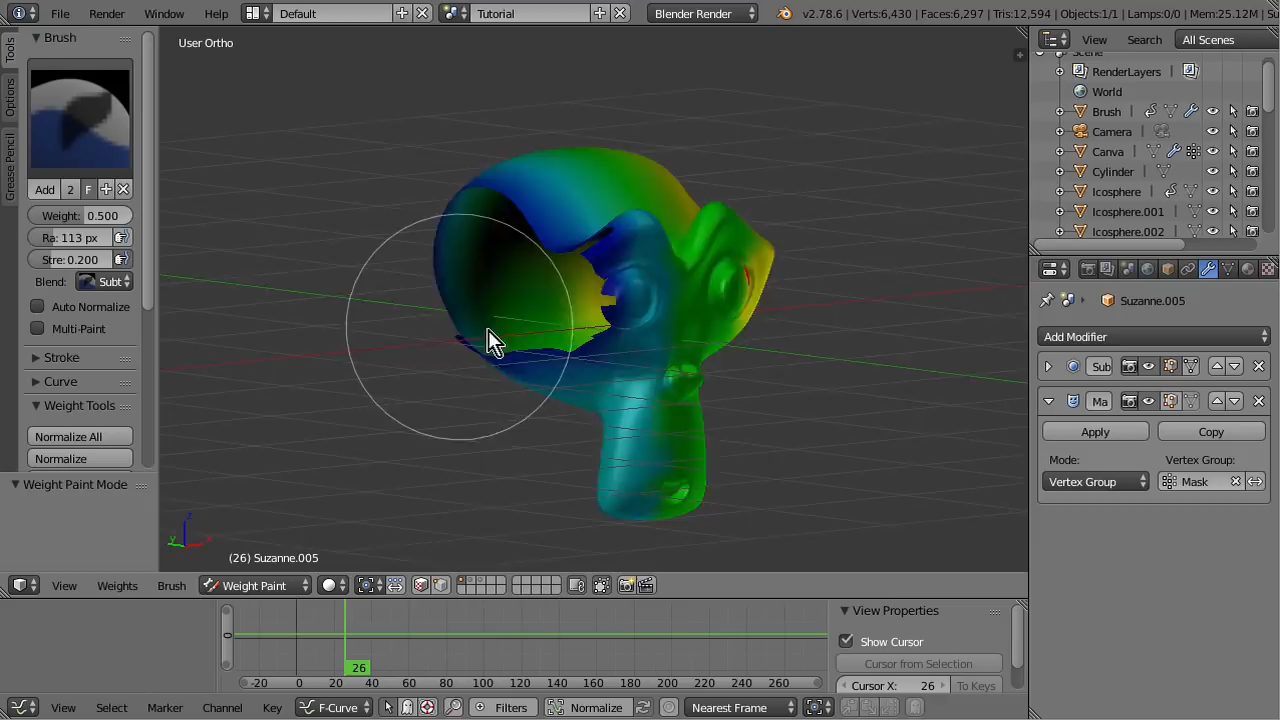 File Render Window Help Default Tutorial Blender Render v2.78.6 | Verts:6,430 | Faces:6,297 | Tris:12,594 | Objects:1/1 | Lamps:0/0 | Mem:25.12M
Tools
Options
Grease Pencil
Brush
Add 2 F
Weight: 0.500
Ra: 113 px
Stre: 0.200
Blend: Subt
Auto Normalize
Multi-Paint
Stroke
Curve
Weight Tools
Normalize All
Normalize
Weight Paint Mode
User Ortho
z
y x
(26) Suzanne.005
View Weights Brush Weight Paint
View Search All Scenes
Scene
RenderLayers
World
Brush
Camera
Canva
Cylinder
Icosphere
Icosphere.001
Icosphere.002
Suzanne.005
Add Modifier
Sub
Ma
Apply Copy
Mode: Vertex Group:
Vertex Group Mask
0
26
-20 0 20 40 60 80 100 120 140 160 180 200 220 240 260
View Properties
Show Cursor
Cursor from Selection
Cursor X: 26 To Keys
View Select Marker Channel Key F-Curve Filters Normalize Nearest Frame